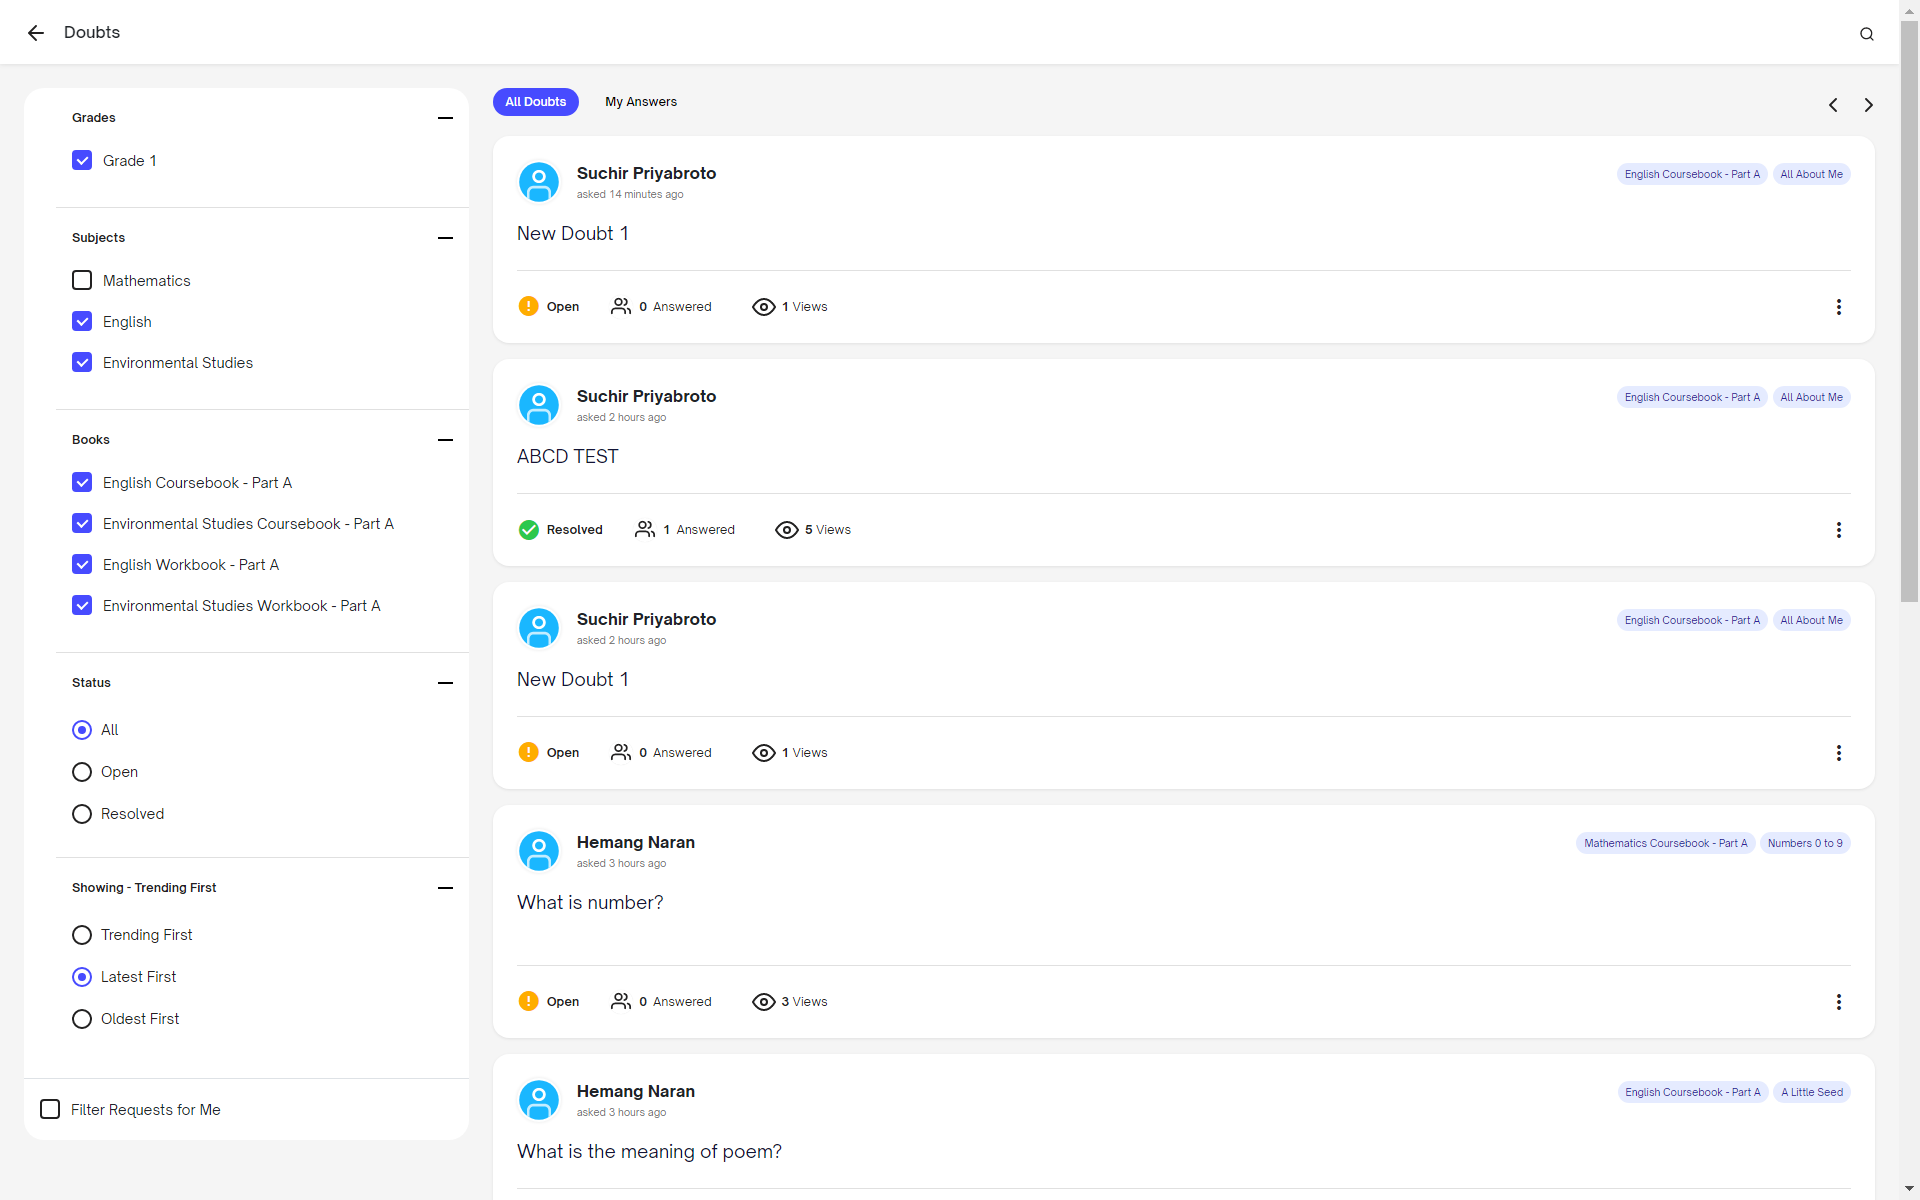 Doubts
Grades
Grade 1
Subjects
Mathematics
English
Environmental Studies
Books
English Coursebook - Part A
Environmental Studies Coursebook - Part A
English Workbook - Part A
Environmental Studies Workbook - Part A
Status
All
Open
Resolved
Showing - Trending First
Trending First
Latest First
Oldest First
Filter Requests for Me
All Doubts My Answers
Suchir Priyabroto English Coursebook - Part A All About Me
asked 14 minutes ago
New Doubt 1
Open 0 Answered 1 Views
Suchir Priyabroto English Coursebook - Part A All About Me
asked 2 hours ago
ABCD TEST
Resolved 1 Answered 5 Views
Suchir Priyabroto English Coursebook - Part A All About Me
asked 2 hours ago
New Doubt 1
Open 0 Answered 1 Views
Hemang Naran Mathematics Coursebook - Part A Numbers 0 to 9
asked 3 hours ago
What is number?
Open 0 Answered 3 Views
Hemang Naran English Coursebook - Part A A Little Seed
asked 3 hours ago
What is the meaning of poem?